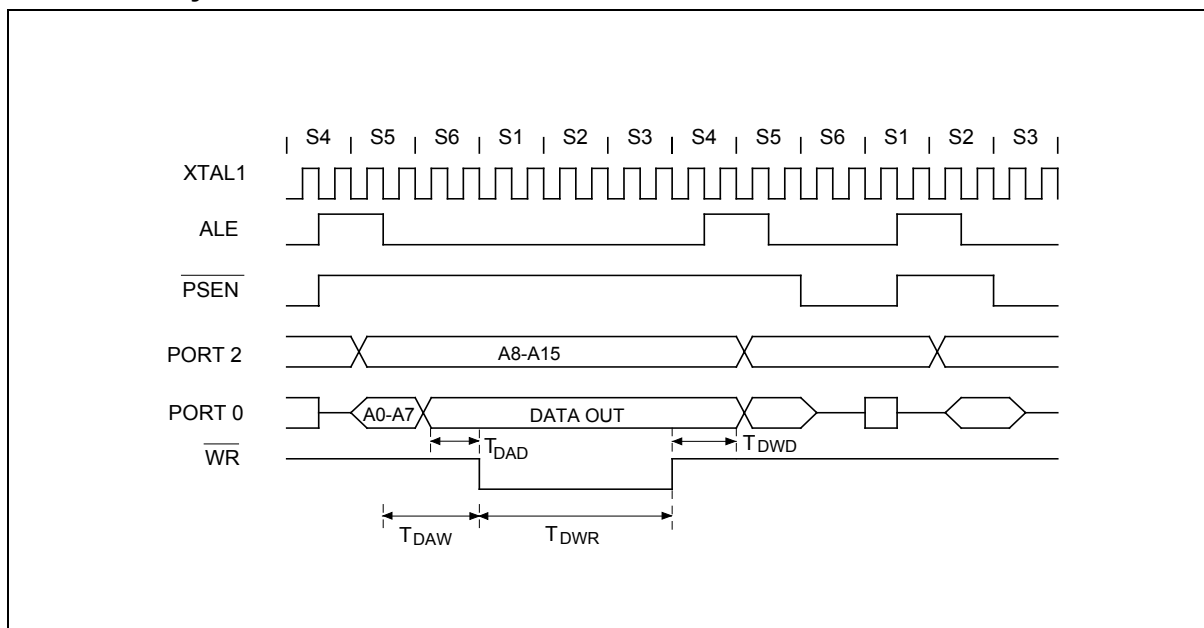 S4 S5 S6 S1 S2 S3 S4 S5 S6 S1 S2 S3
XTAL1
ALE
PSEN
PORT 2 A8-A15
PORT 0 A0-A7 DATA OUT
TDAD TDWD
WR
TDAW TDWR